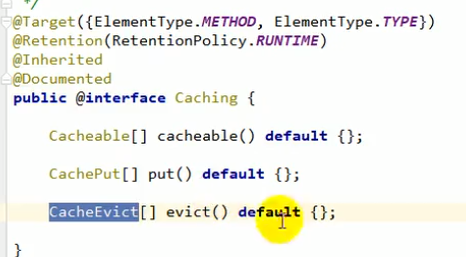 */
@Target({ElementType.METHOD, ElementType.TYPE})
@Retention(RetentionPolicy.RUNTIME)
@Inherited
@Documented
public @interface Caching {
Cacheable[] cacheable() default {};
CachePut[] put() default {};
CacheEvict[] evict() default {};
}